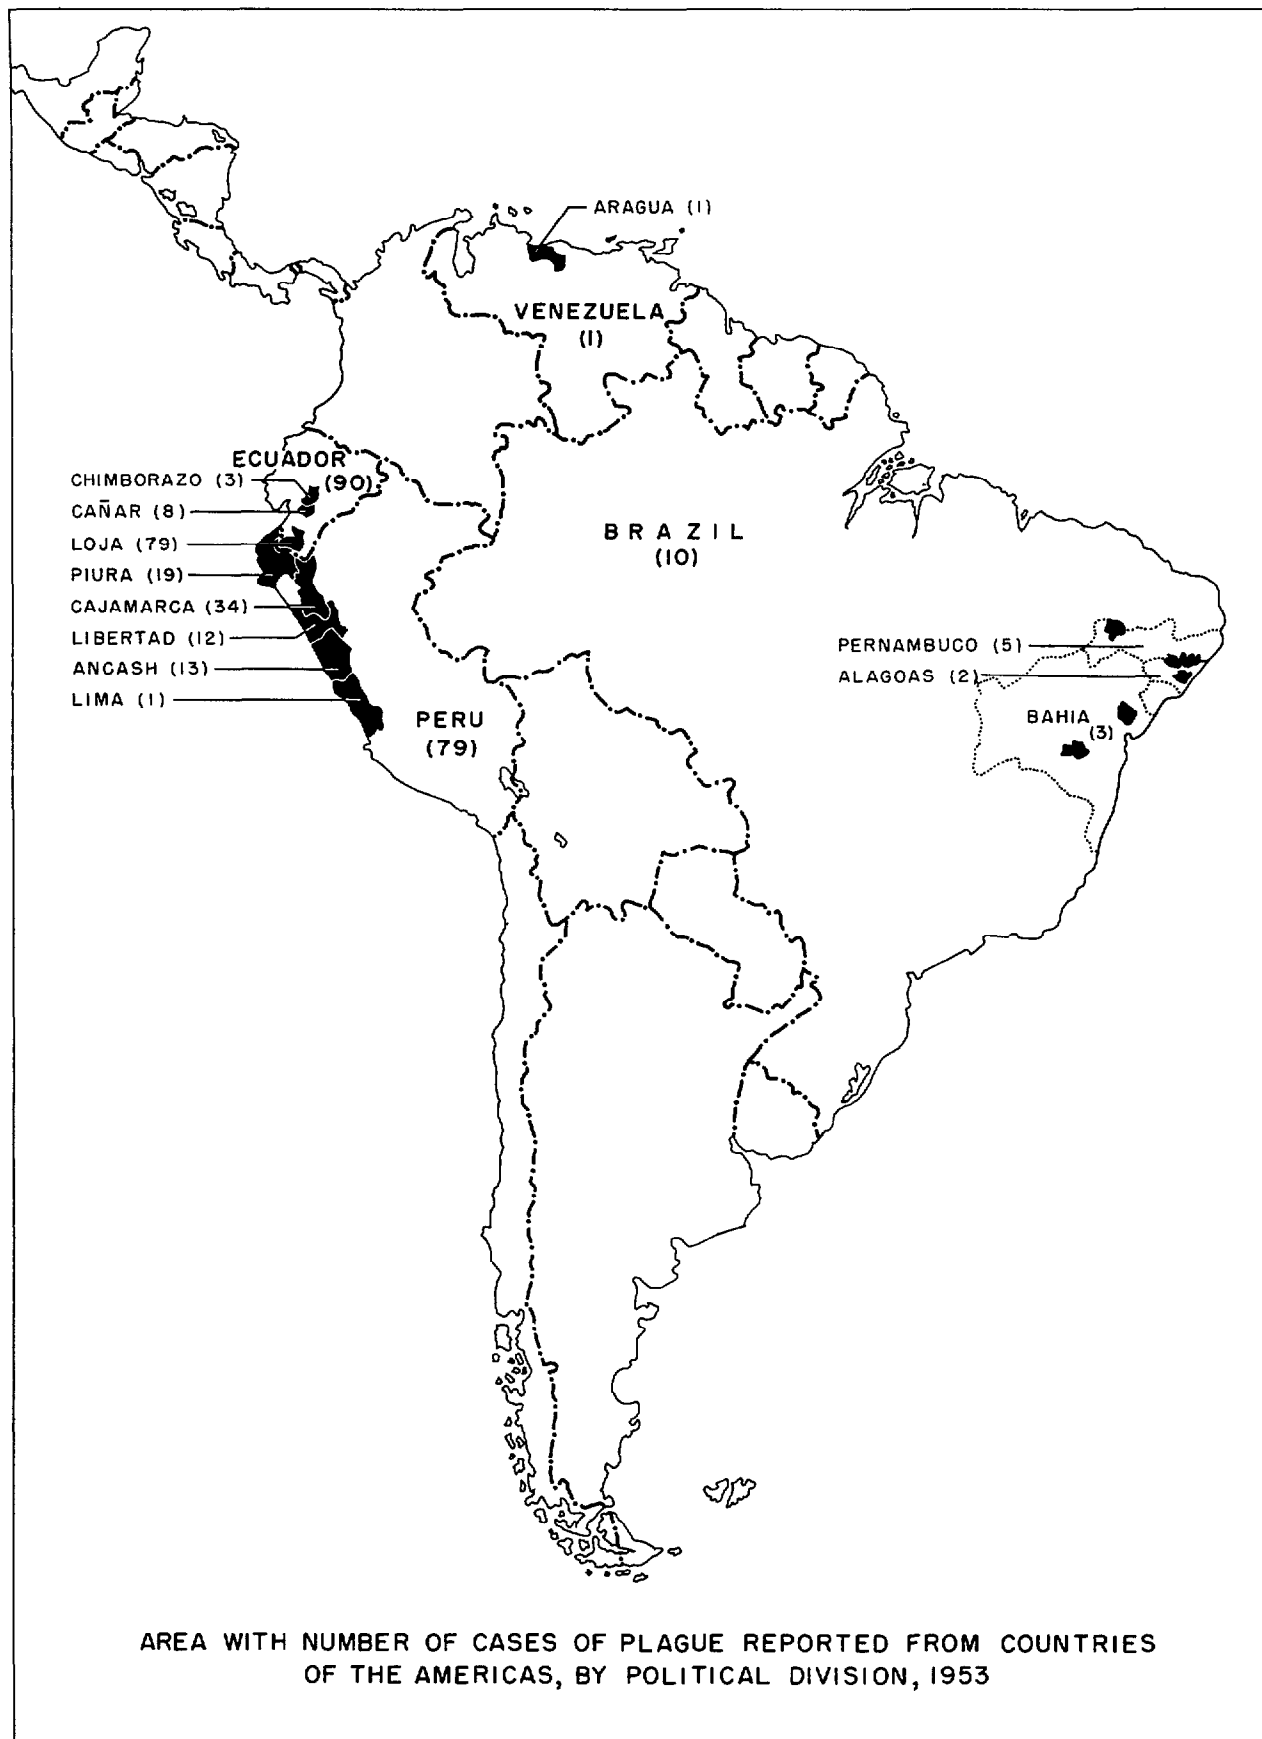 ARAGUA (1)
VENEZUELA
(1)
ECUADOR
(90)
CHIMBORAZO (3)
CAÑAR (8)
LOJA (79)
PIURA (19)
CAJAMARCA (34)
LIBERTAD (12)
ANCASH (13)
LIMA (1)
PERU
(79)
BRAZIL
(10)
PERNAMBUCO (5)
ALAGOAS (2)
BAHIA
(3)
AREA WITH NUMBER OF CASES OF PLAGUE REPORTED FROM COUNTRIES
OF THE AMERICAS, BY POLITICAL DIVISION, 1953